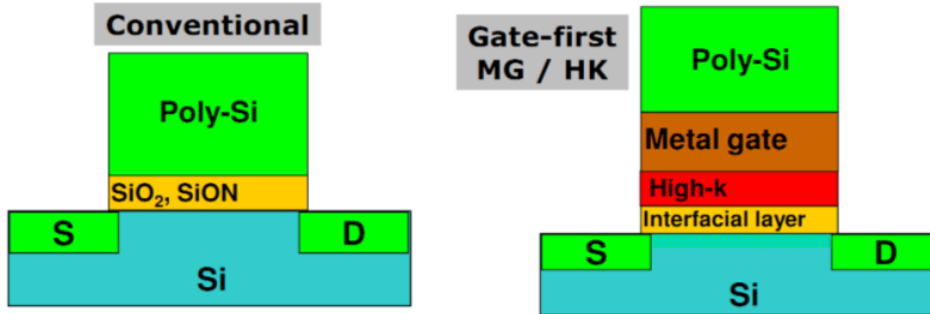 Conventional
Poly-Si
SiO₂, SiON
S
D
Si
Gate-first
MG / HK
Poly-Si
Metal gate
High-k
Interfacial layer
S
D
Si